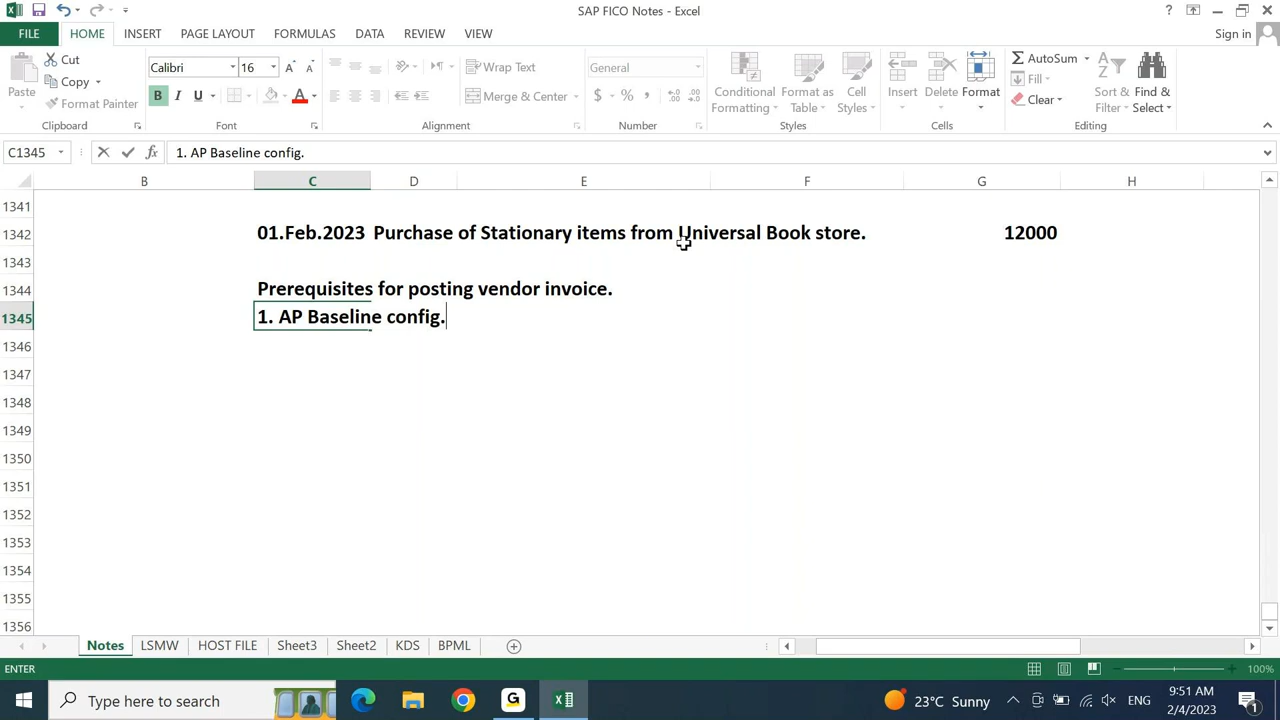 SAP FICO Notes - Excel
? Sign in
FILE HOME INSERT PAGE LAYOUT FORMULAS DATA REVIEW VIEW
Paste Cut Copy Format Painter
Calibri 16 A A
B I U A
Wrap Text
Merge & Center
General
$ % , .0 .00 .00 .0
Conditional Formatting Format as Table Cell Styles
Insert Delete Format
AutoSum Fill Clear
Sort & Filter Find & Select
Clipboard Font Alignment Number Styles Cells Editing
C1345 fx 1. AP Baseline config.
B C D E F G H
1341
1342 01.Feb.2023 Purchase of Stationary items from Universal Book store. 12000
1343
1344 Prerequisites for posting vendor invoice.
1345 1. AP Baseline config.
1346
1347
1348
1349
1350
1351
1352
1353
1354
1355
1356
Notes LSMW HOST FILE Sheet3 Sheet2 KDS BPML
ENTER 100%
Type here to search G 23°C Sunny ENG 9:51 AM
2/4/2023 1